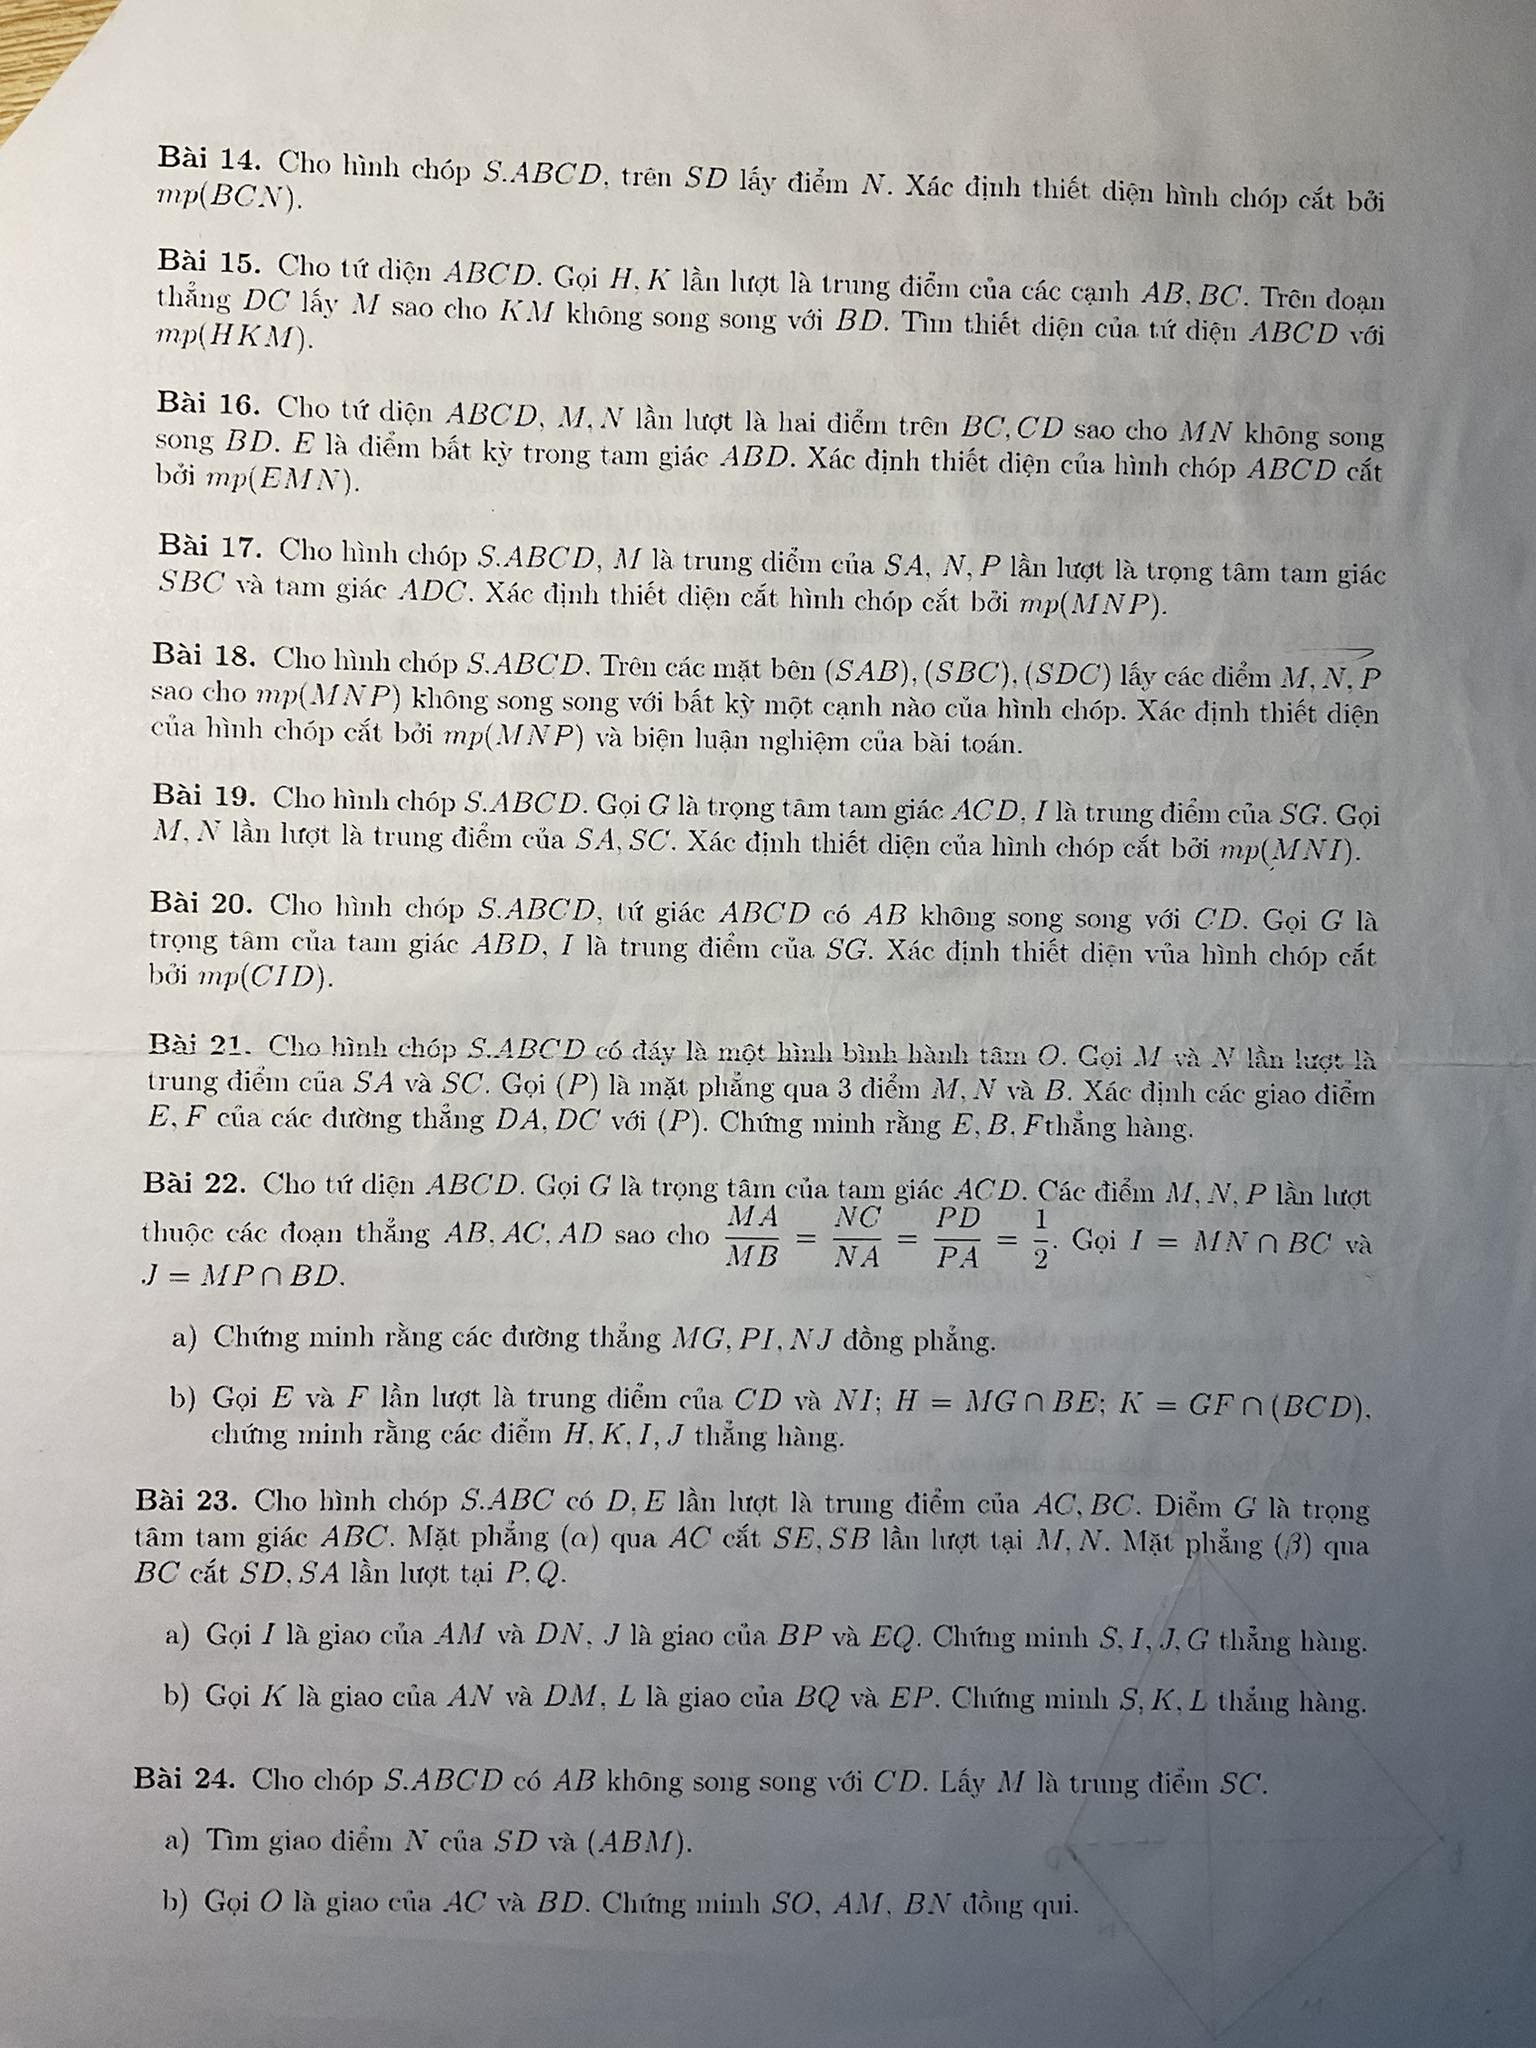 Bài 14. Cho hình chóp S.ABCD, trên SD lấy điểm N. Xác định thiết diện hình chóp cắt bởi
mp(BCN).
Bài 15. Cho tứ diện ABCD. Gọi H, K lần lượt là trung điểm của các cạnh AB, BC. Trên đoạn
thẳng DC lấy M sao cho KM không song song với BD. Tìm thiết diện của tứ diện ABCD với
mp(HKM).
Bài 16. Cho tứ diện ABCD, M, N lần lượt là hai điểm trên BC, CD sao cho MN không song
song BD. E là điểm bất kỳ trong tam giác ABD. Xác định thiết diện của hình chóp ABCD cắt
bởi mp(EMN).
Bài 17. Cho hình chóp S.ABCD, M là trung điểm của SA, N, P lần lượt là trọng tâm tam giác
SBC và tam giác ADC. Xác định thiết diện cắt hình chóp cắt bởi mp(MNP).
Bài 18. Cho hình chóp S.ABCD. Trên các mặt bên (SAB), (SBC), (SDC) lấy các điểm M, N, P
sao cho mp(MNP) không song song với bất kỳ một cạnh nào của hình chóp. Xác định thiết diện
của hình chóp cắt bởi mp(MNP) và biện luận nghiệm của bài toán.
Bài 19. Cho hình chóp S.ABCD. Gọi G là trọng tâm tam giác ACD, I là trung điểm của SG. Gọi
M, N lần lượt là trung điểm của SA, SC. Xác định thiết diện của hình chóp cắt bởi mp(MNI).
Bài 20. Cho hình chóp S.ABCD, tứ giác ABCD có AB không song song với CD. Gọi G là
trọng tâm của tam giác ABD, I là trung điểm của SG. Xác định thiết diện vủa hình chóp cắt
bởi mp(CID).
Bài 21. Cho hình chóp S.ABCD có đáy là một hình bình hành tâm O. Gọi M và N lần lượt là
trung điểm của SA và SC. Gọi (P) là mặt phẳng qua 3 điểm M, N và B. Xác định các giao điểm
E, F của các đường thẳng DA, DC với (P). Chứng minh rằng E, B, Fthẳng hàng.
Bài 22. Cho tứ diện ABCD. Gọi G là trọng tâm của tam giác ACD. Các điểm M, N, P lần lượt
thuộc các đoạn thẳng AB, AC, AD sao cho MA/MB = NC/NA = PD/PA = 1/2. Gọi I = MN ∩ BC và
J = MP ∩ BD.
a) Chứng minh rằng các đường thẳng MG, PI, NJ đồng phẳng.
b) Gọi E và F lần lượt là trung điểm của CD và NI; H = MG ∩ BE; K = GF ∩ (BCD),
chứng minh rằng các điểm H, K, I, J thẳng hàng.
Bài 23. Cho hình chóp S.ABC có D, E lần lượt là trung điểm của AC, BC. Điểm G là trọng
tâm tam giác ABC. Mặt phẳng (α) qua AC cắt SE, SB lần lượt tại M, N. Mặt phẳng (β) qua
BC cắt SD, SA lần lượt tại P, Q.
a) Gọi I là giao của AM và DN, J là giao của BP và EQ. Chứng minh S, I, J, G thẳng hàng.
b) Gọi K là giao của AN và DM, L là giao của BQ và EP. Chứng minh S, K, L thẳng hàng.
Bài 24. Cho chóp S.ABCD có AB không song song với CD. Lấy M là trung điểm SC.
a) Tìm giao điểm N của SD và (ABM).
b) Gọi O là giao của AC và BD. Chứng minh SO, AM, BN đồng qui.